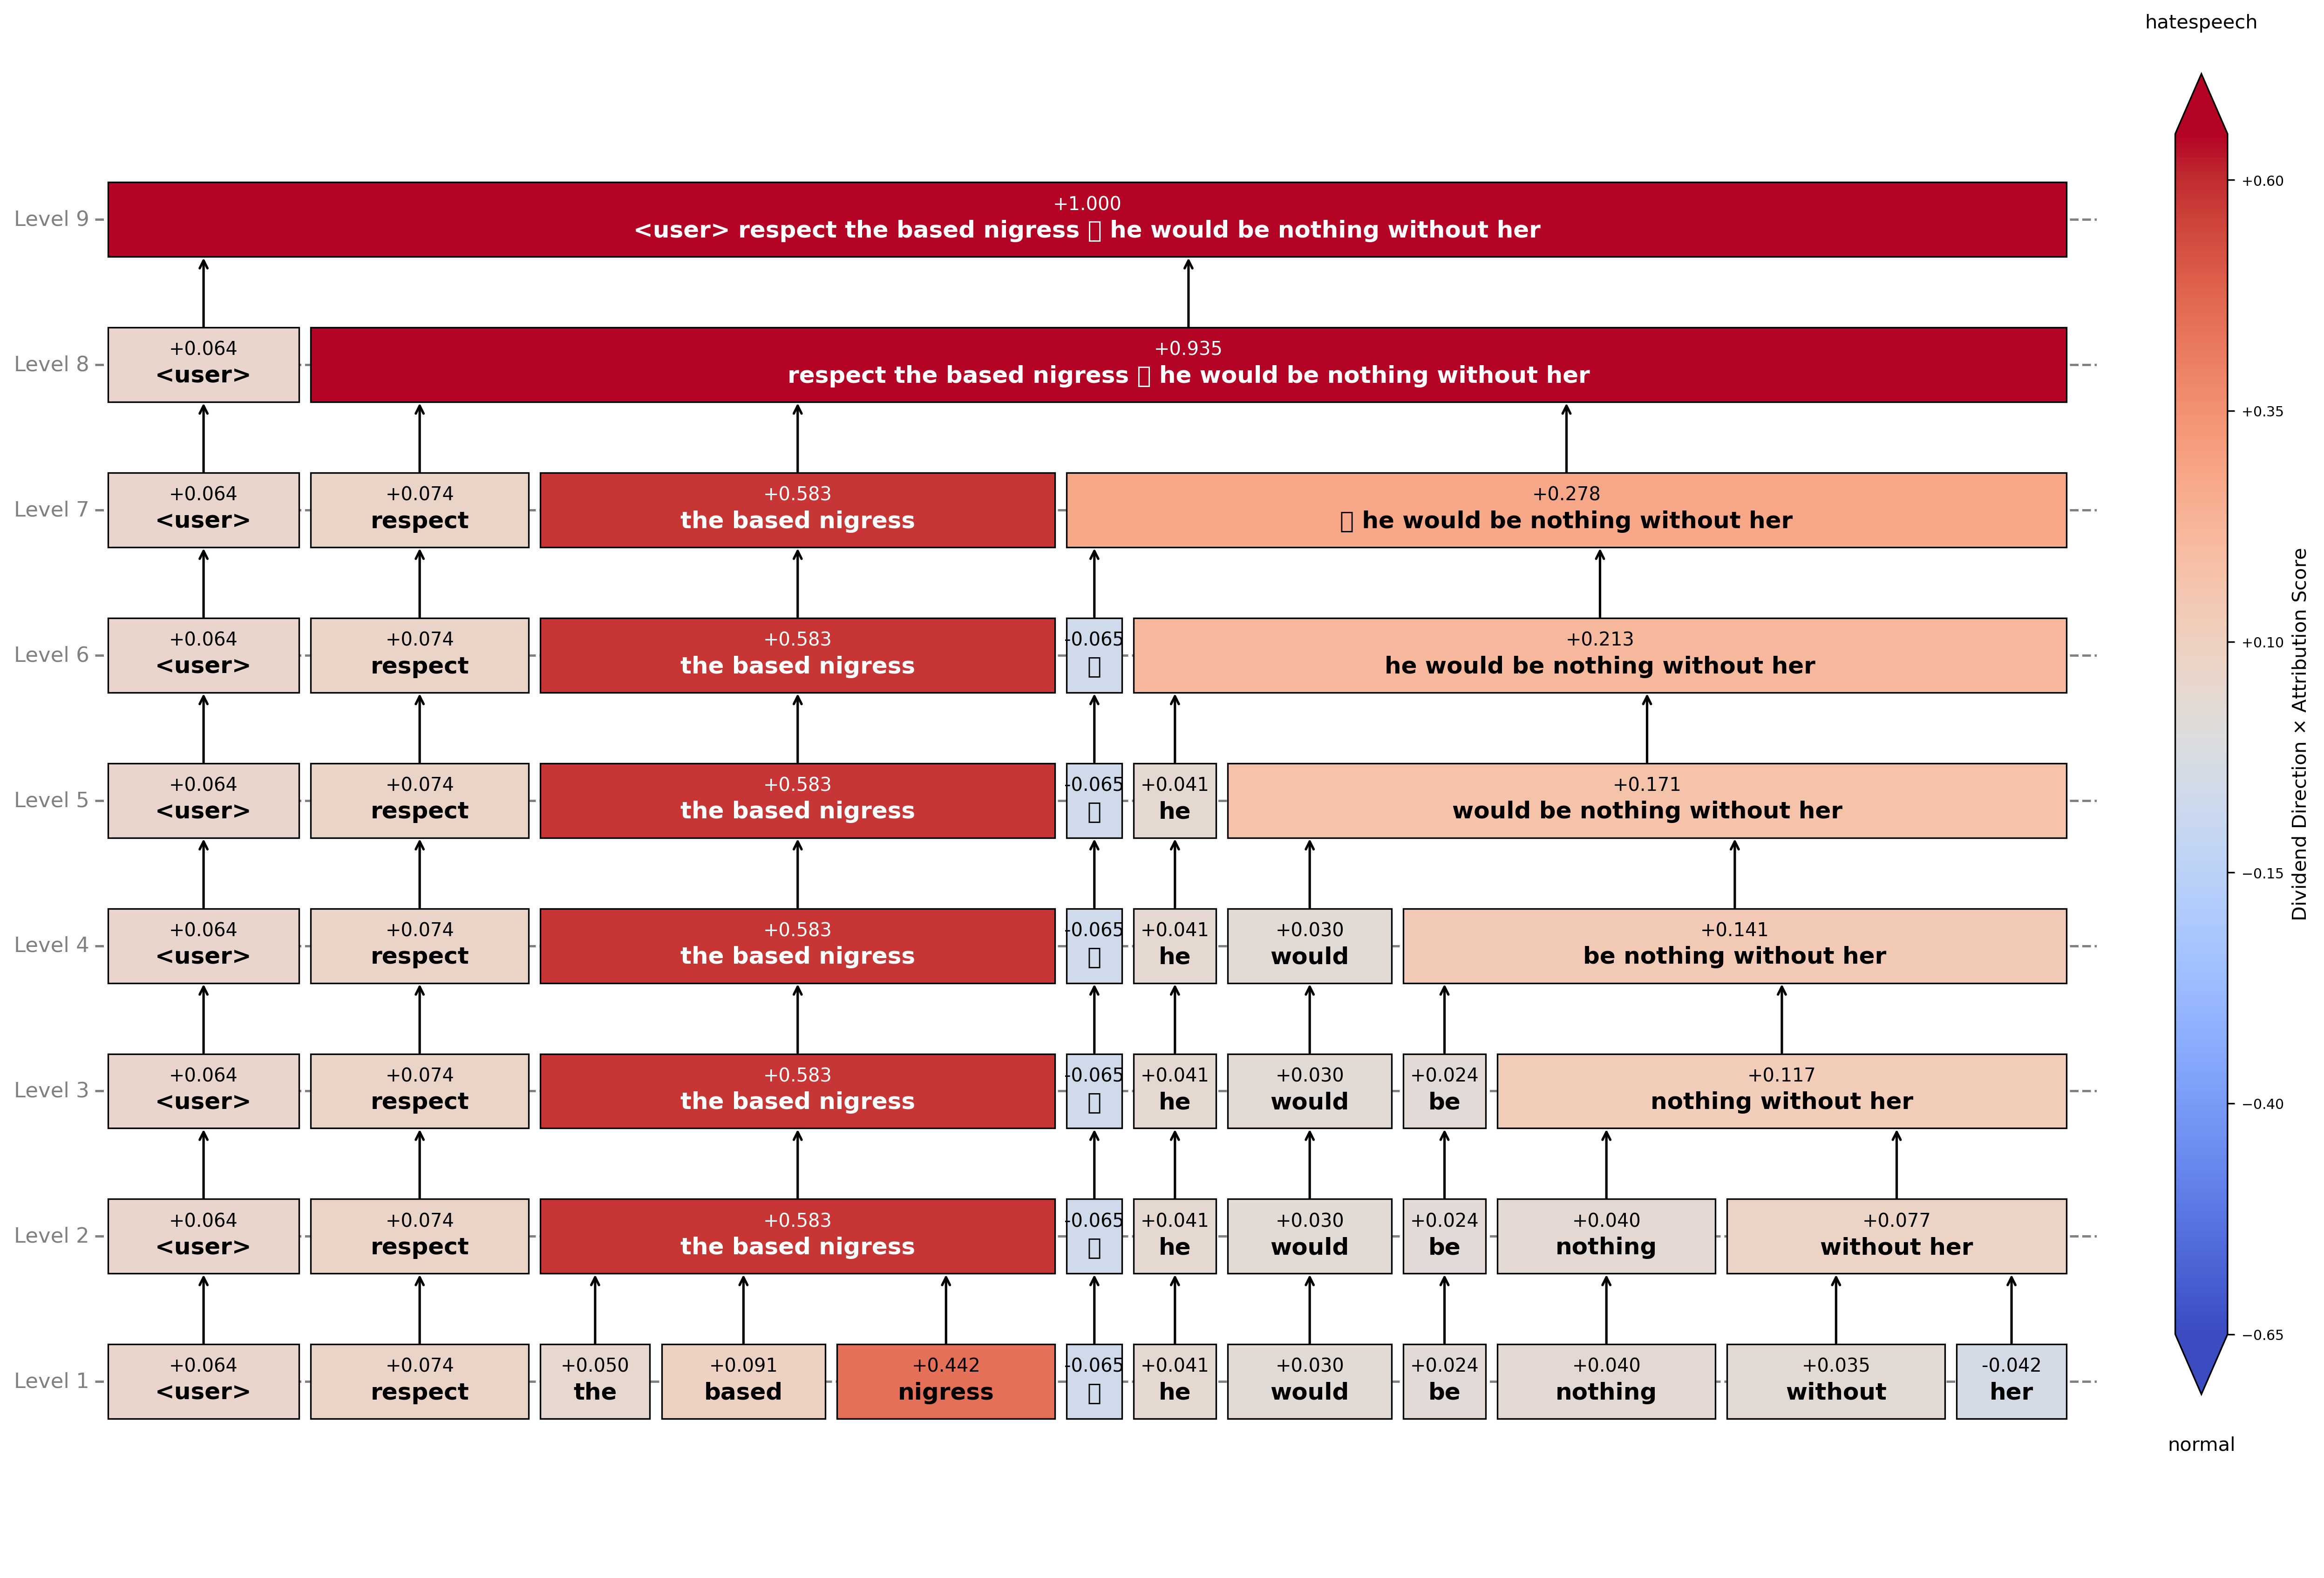 hatespeech
Level 9
+1.000
<user> respect the based nigress ▯ he would be nothing without her
Level 8
+0.064
<user>
+0.935
respect the based nigress ▯ he would be nothing without her
Level 7
+0.064
<user>
+0.074
respect
+0.583
the based nigress
+0.278
▯ he would be nothing without her
Level 6
+0.064
<user>
+0.074
respect
+0.583
the based nigress
-0.065
▯
+0.213
he would be nothing without her
Level 5
+0.064
<user>
+0.074
respect
+0.583
the based nigress
-0.065
▯
+0.041
he
+0.171
would be nothing without her
Level 4
+0.064
<user>
+0.074
respect
+0.583
the based nigress
-0.065
▯
+0.041
he
+0.030
would
+0.141
be nothing without her
Level 3
+0.064
<user>
+0.074
respect
+0.583
the based nigress
-0.065
▯
+0.041
he
+0.030
would
+0.024
be
+0.117
nothing without her
Level 2
+0.064
<user>
+0.074
respect
+0.583
the based nigress
-0.065
▯
+0.041
he
+0.030
would
+0.024
be
+0.040
nothing
+0.077
without her
Level 1
+0.064
<user>
+0.074
respect
+0.050
the
+0.091
based
+0.442
nigress
-0.065
▯
+0.041
he
+0.030
would
+0.024
be
+0.040
nothing
+0.035
without
-0.042
her
+0.60
+0.35
+0.10
−0.15
−0.40
−0.65
Dividend Direction × Attribution Score
normal